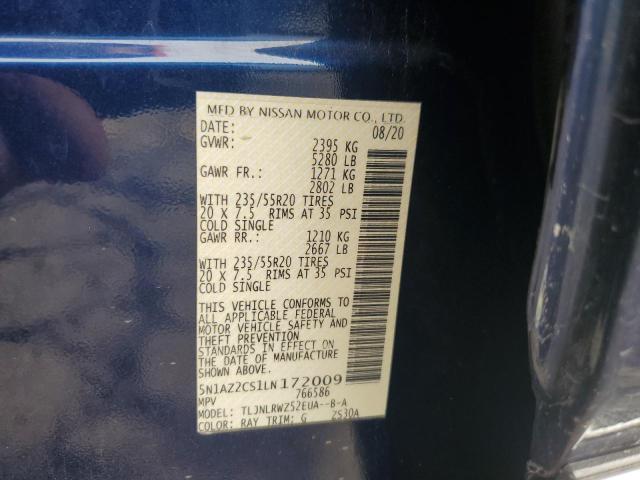 MFD BY NISSAN MOTOR CO., LTD.
DATE: 08/20
GVWR: 2395 KG
5280 LB
GAWR FR.: 1271 KG
2802 LB
WITH 235/55R20 TIRES
20 X 7.5 RIMS AT 35 PSI
COLD SINGLE
GAWR RR.: 1210 KG
2667 LB
WITH 235/55R20 TIRES
20 X 7.5 RIMS AT 35 PSI
COLD SINGLE
THIS VEHICLE CONFORMS TO
ALL APPLICABLE FEDERAL
MOTOR VEHICLE SAFETY AND
THEFT PREVENTION
STANDARDS IN EFFECT ON
THE DATE OF MANUFACTURE
SHOWN ABOVE.
5N1AZ2CS1LN172009
MPV 766586
MODEL: TLJNLRWZ52EUA--B-A
COLOR: RAY TRIM: G Z530A